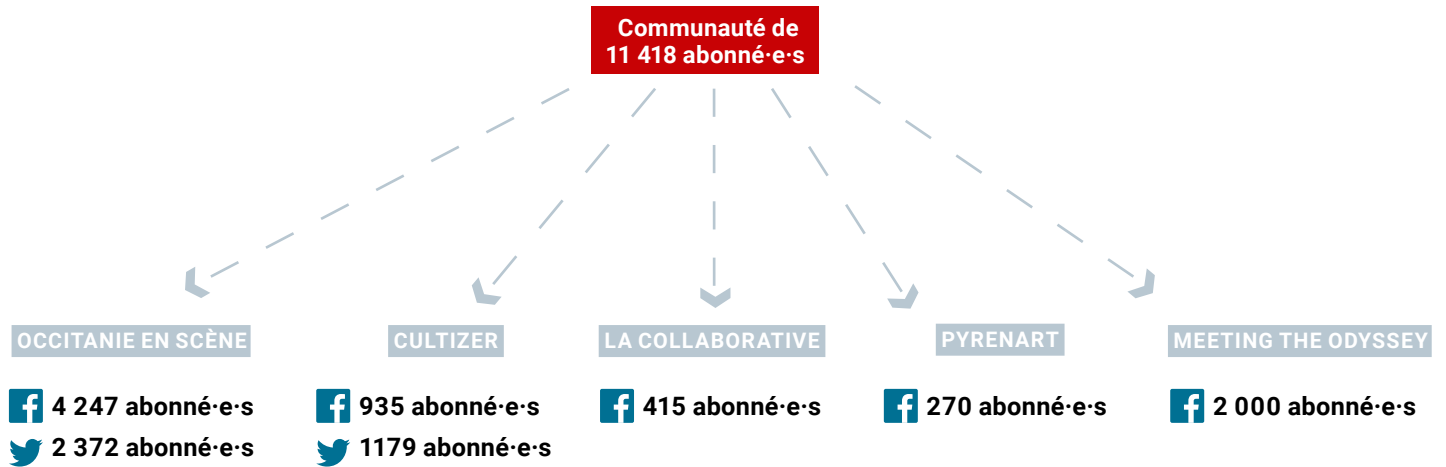 Communauté de
11 418 abonné·e·s
OCCITANIE EN SCÈNE
4 247 abonné·e·s
2 372 abonné·e·s
CULTIZER
935 abonné·e·s
1179 abonné·e·s
LA COLLABORATIVE
415 abonné·e·s
PYRENART
270 abonné·e·s
MEETING THE ODYSSEY
2 000 abonné·e·s